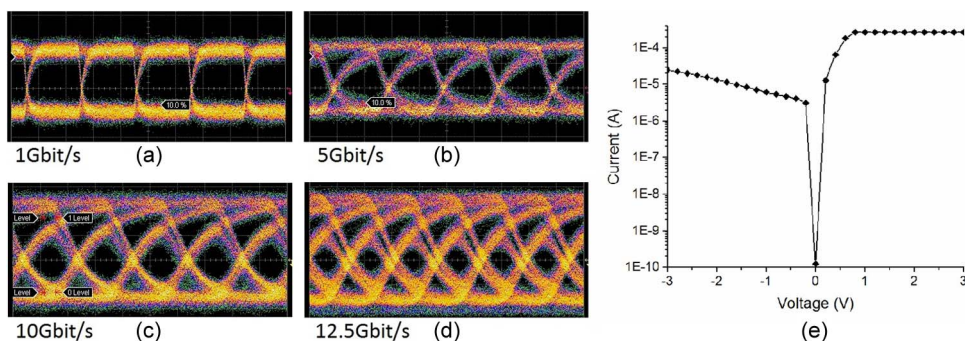 10.0 %
1Gbit/s (a)
10.0 %
5Gbit/s (b)
Level
1 Level
Level
0 Level
10Gbit/s (c)
12.5Gbit/s (d)
Current (A)
1E-4
1E-5
1E-6
1E-7
1E-8
1E-9
1E-10
-3 -2 -1 0 1 2 3
Voltage (V)
(e)